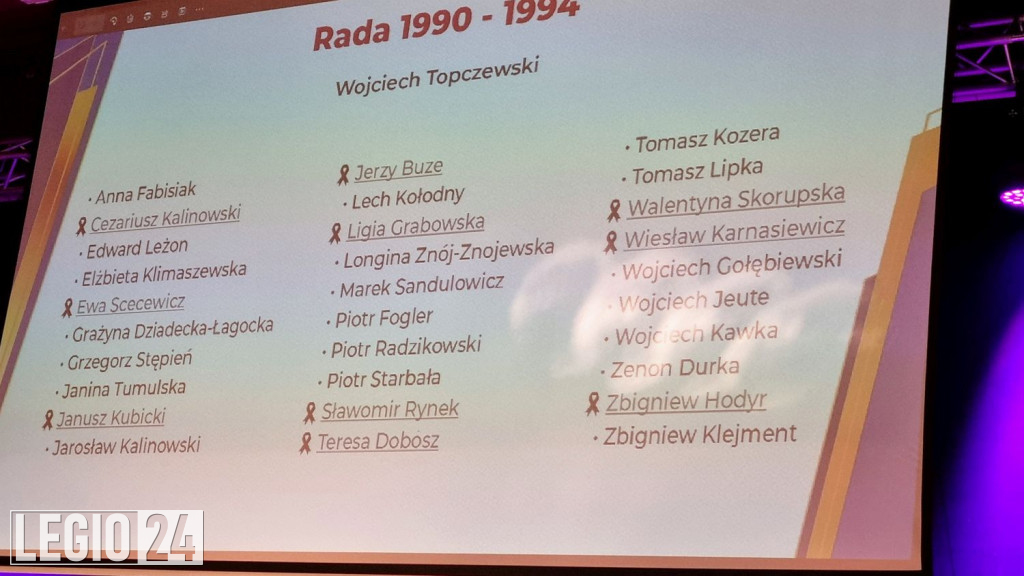 Rada 1990 - 1994
Wojciech Topczewski
• Anna Fabisiak
Cezariusz Kalinowski
• Edward Leżon
• Elżbieta Klimaszewska
Ewa Scecewicz
• Grażyna Dziadecka-Łagocka
• Grzegorz Stępień
• Janina Tumulska
Janusz Kubicki
• Jarosław Kalinowski
Jerzy Buze
• Lech Kołodny
Ligia Grabowska
• Longina Znój-Znojewska
• Marek Sandulowicz
• Piotr Fogler
• Piotr Radzikowski
• Piotr Starbała
Sławomir Rynek
Teresa Dobosz
• Tomasz Kozera
• Tomasz Lipka
Walentyna Skorupska
Wiesław Karnasiewicz
• Wojciech Gołębiewski
• Wojciech Jeute
• Wojciech Kawka
• Zenon Durka
Zbigniew Hodyr
• Zbigniew Klejment
LEGIO 24